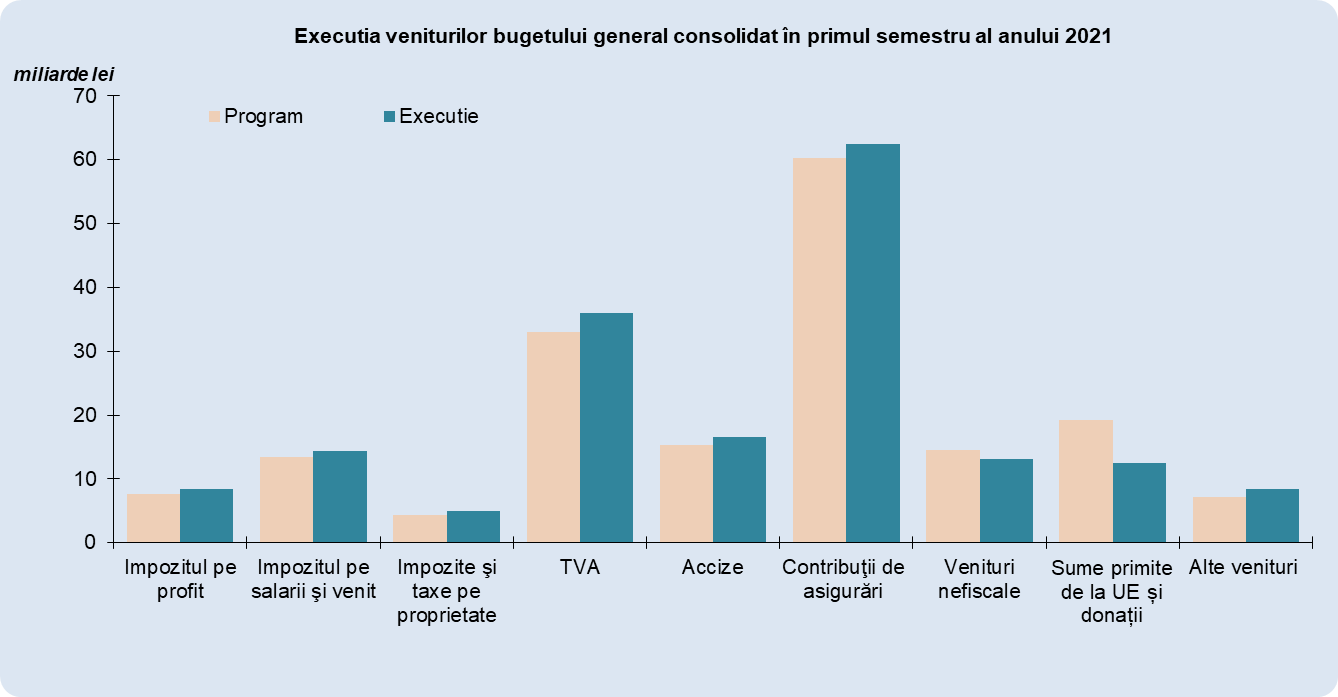 Executia veniturilor bugetului general consolidat în primul semestru al anului 2021
miliarde lei
70
60
50
40
30
20
10
0
Program
Executie
Impozitul pe
profit
Impozitul pe
salarii şi venit
Impozite şi
taxe pe
proprietate
TVA
Accize
Contribuţii de
asigurări
Venituri
nefiscale
Sume primite
de la UE și
donații
Alte venituri